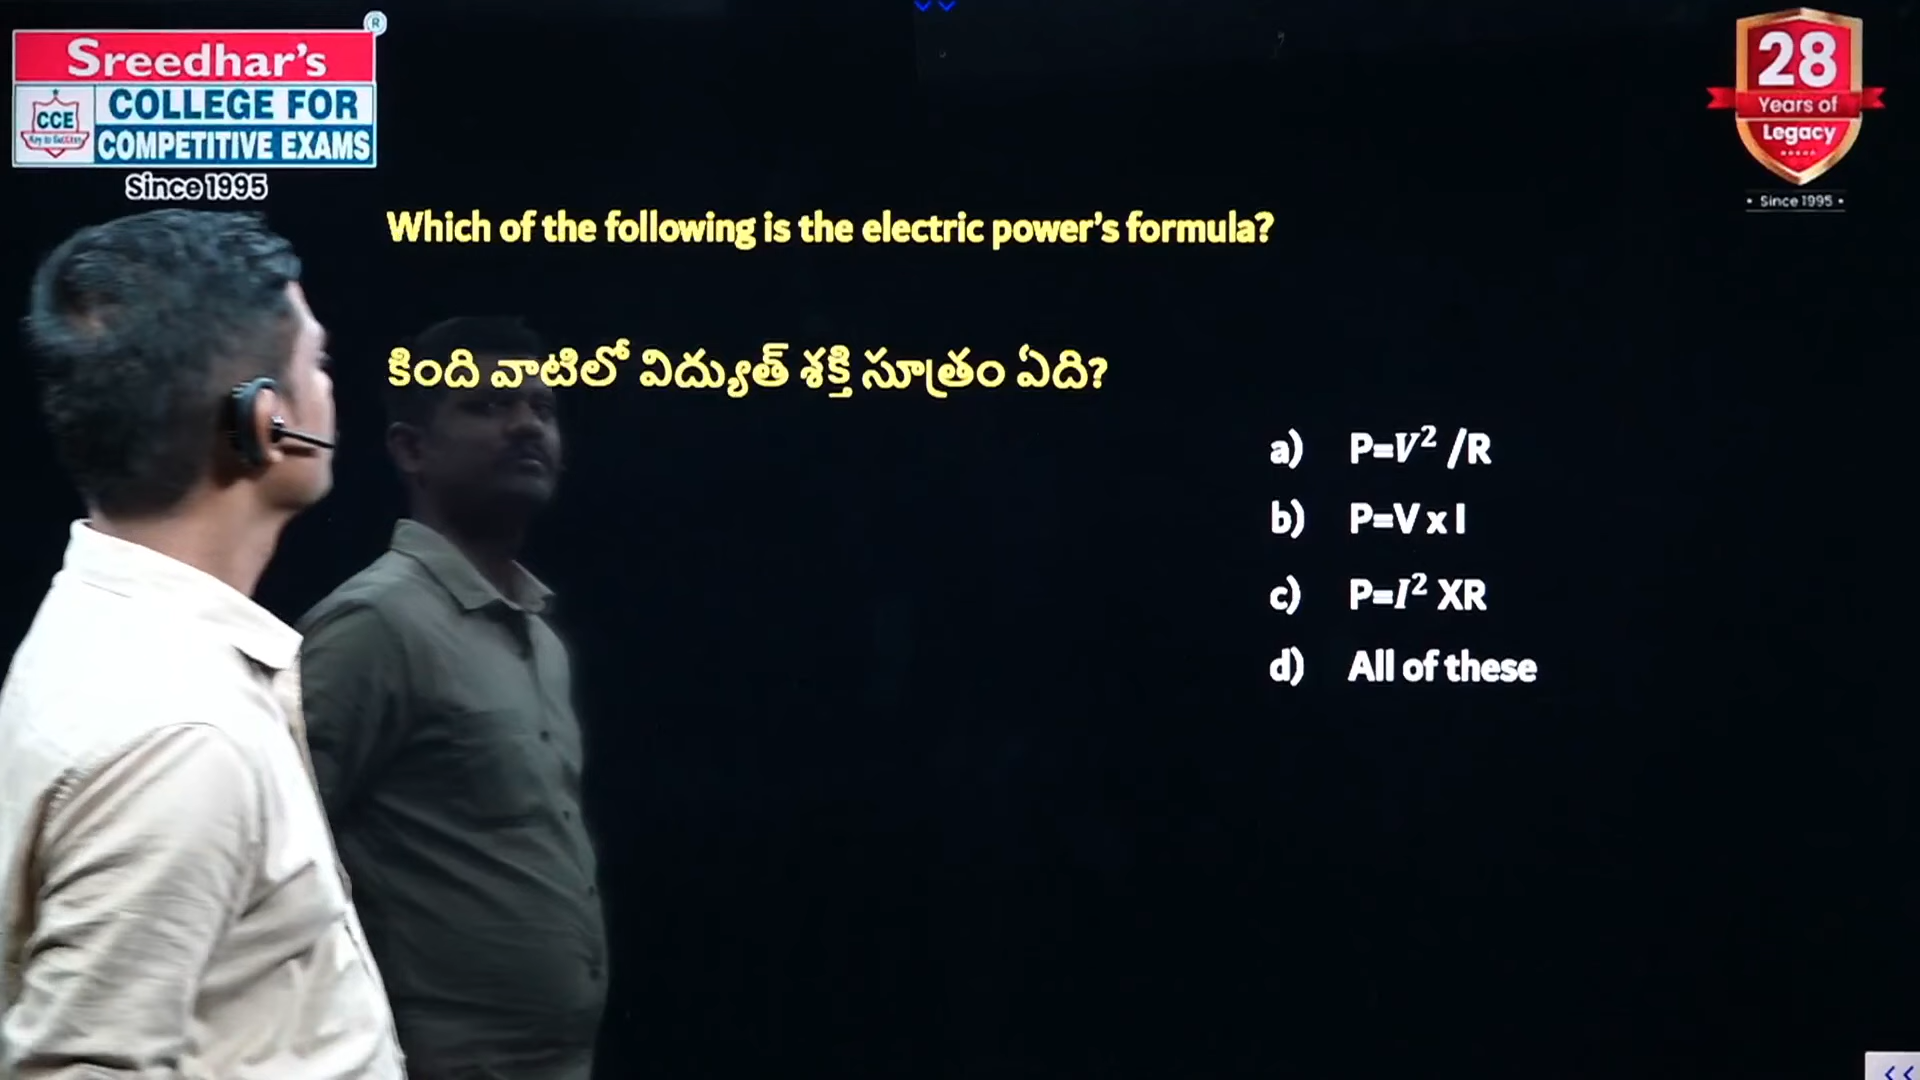 Sreedhar's
®
CCE
COLLEGE FOR
COMPETITIVE EXAMS
Since 1995
28
Years of
Legacy
• Since 1995 •
Which of the following is the electric power's formula?
కింది వాటిలో విద్యుత్ శక్తి సూత్రం ఏది?
a) P=V² /R
b) P=V x I
c) P=I² XR
d) All of these